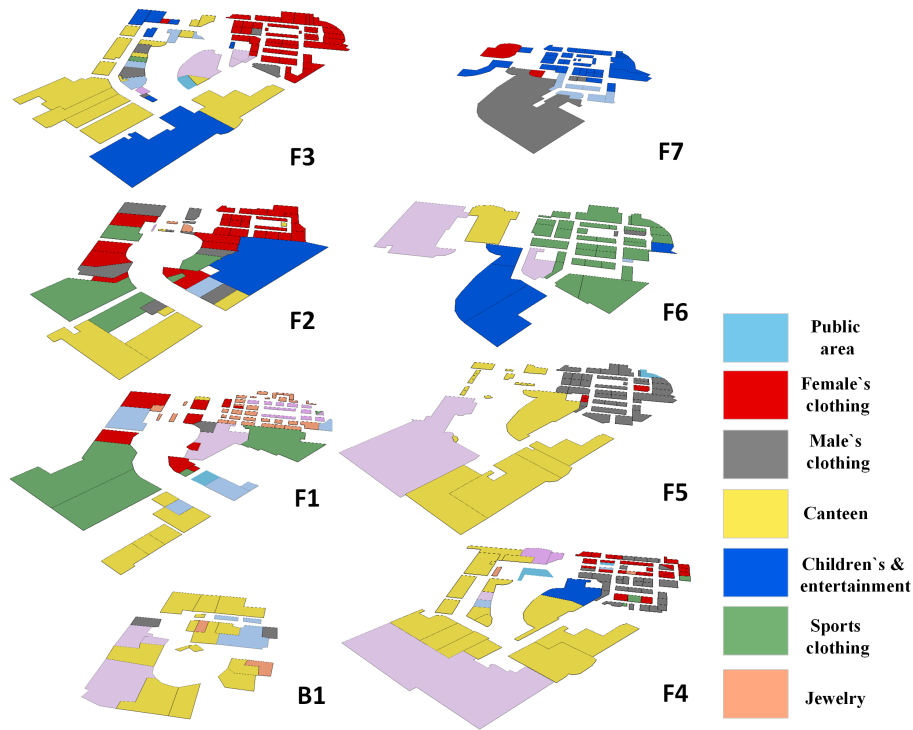 F3
F7
F2
F6
Public
area
Female`s
clothing
Male`s
clothing
F1
F5
Canteen
Children`s &
entertainment
Sports
clothing
B1
F4
Jewelry